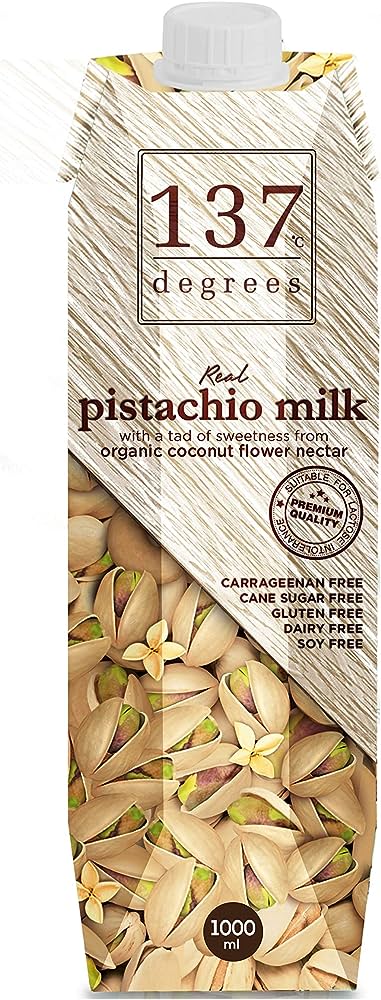 137
°C
degrees
Real
pistachio milk
with a tad of sweetness from
organic coconut flower nectar
SUITABLE FOR LACTOSE INTOLERANCE
PREMIUM
QUALITY
CARRAGEENAN FREE
CANE SUGAR FREE
GLUTEN FREE
DAIRY FREE
SOY FREE
1000
ml